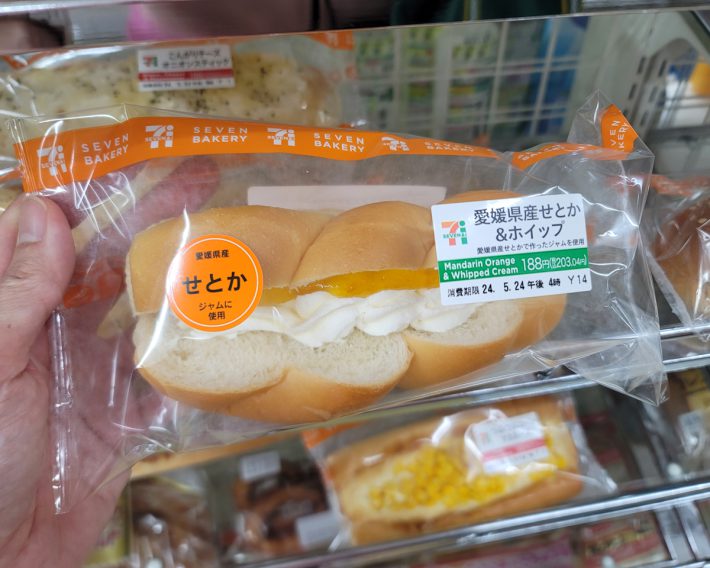 こんがりチーズ
オニオンスティック
SEVEN BAKERY
SEVEN BAKERY
SEVEN BAKERY
SEVEN BAKERY
愛媛県産
せとか
ジャムに
使用
愛媛県産せとか
&ホイップ
愛媛県産せとかで作ったジャムを使用
Mandarin Orange
& Whipped Cream
188円(税込203.04円)
消費期限 24. 5.24 午後 4時 Y14